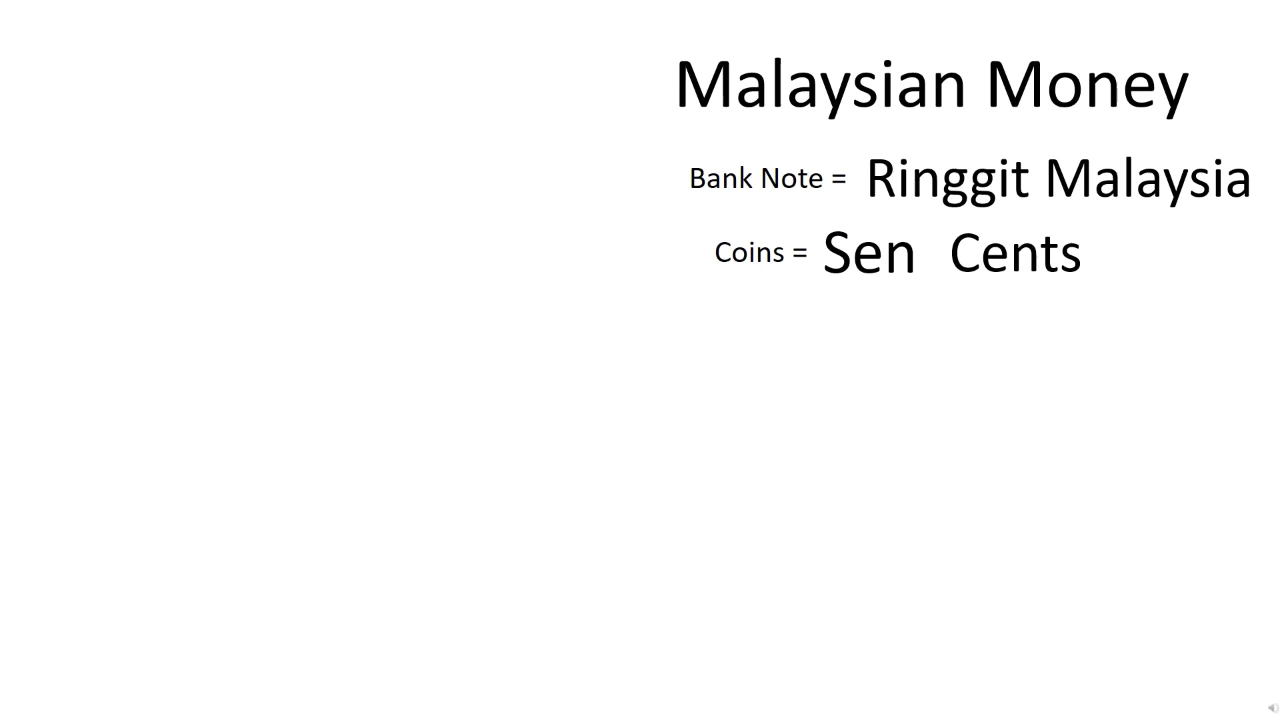 Malaysian Money
Bank Note = Ringgit Malaysia
Coins = Sen Cents